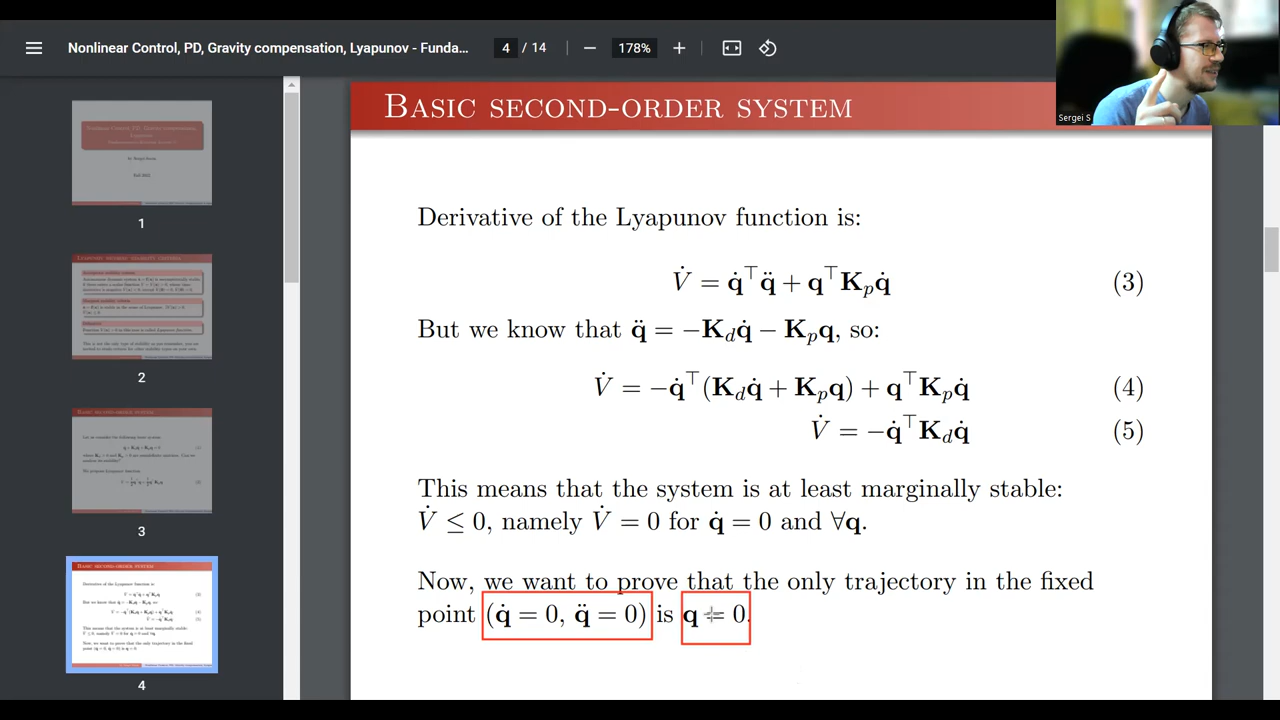 Nonlinear Control, PD, Gravity compensation, Lyapunov - Funda...
4 / 14
178%
Sergei S
1
2
3
4
BASIC SECOND-ORDER SYSTEM
Derivative of the Lyapunov function is:
V̇ = q̇⊤q̈ + q⊤K_p q̇ (3)
But we know that q̈ = −K_d q̇ − K_p q, so:
V̇ = −q̇⊤(K_d q̇ + K_p q) + q⊤K_p q̇ (4)
V̇ = −q̇⊤K_d q̇ (5)
This means that the system is at least marginally stable:
V̇ ≤ 0, namely V̇ = 0 for q̇ = 0 and ∀q.
Now, we want to prove that the only trajectory in the fixed
point (q̇ = 0, q̈ = 0) is q = 0.